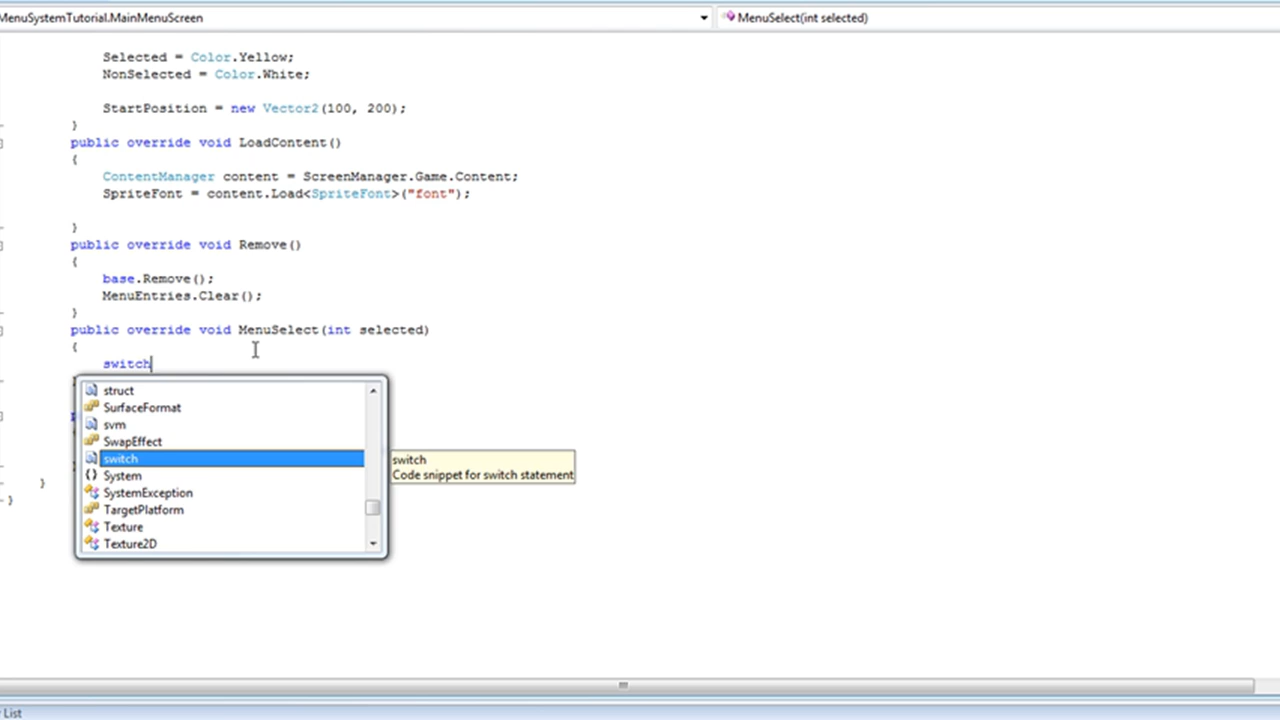 MenuSystemTutorial.MainMenuScreen
MenuSelect(int selected)
Selected = Color.Yellow;
NonSelected = Color.White;
StartPosition = new Vector2(100, 200);
}
public override void LoadContent()
{
ContentManager content = ScreenManager.Game.Content;
SpriteFont = content.Load<SpriteFont>("font");
}
public override void Remove()
{
base.Remove();
MenuEntries.Clear();
}
public override void MenuSelect(int selected)
{
switch
struct
SurfaceFormat
svm
SwapEffect
switch
{} System
SystemException
TargetPlatform
Texture
Texture2D
switch
Code snippet for switch statement
}
}
List